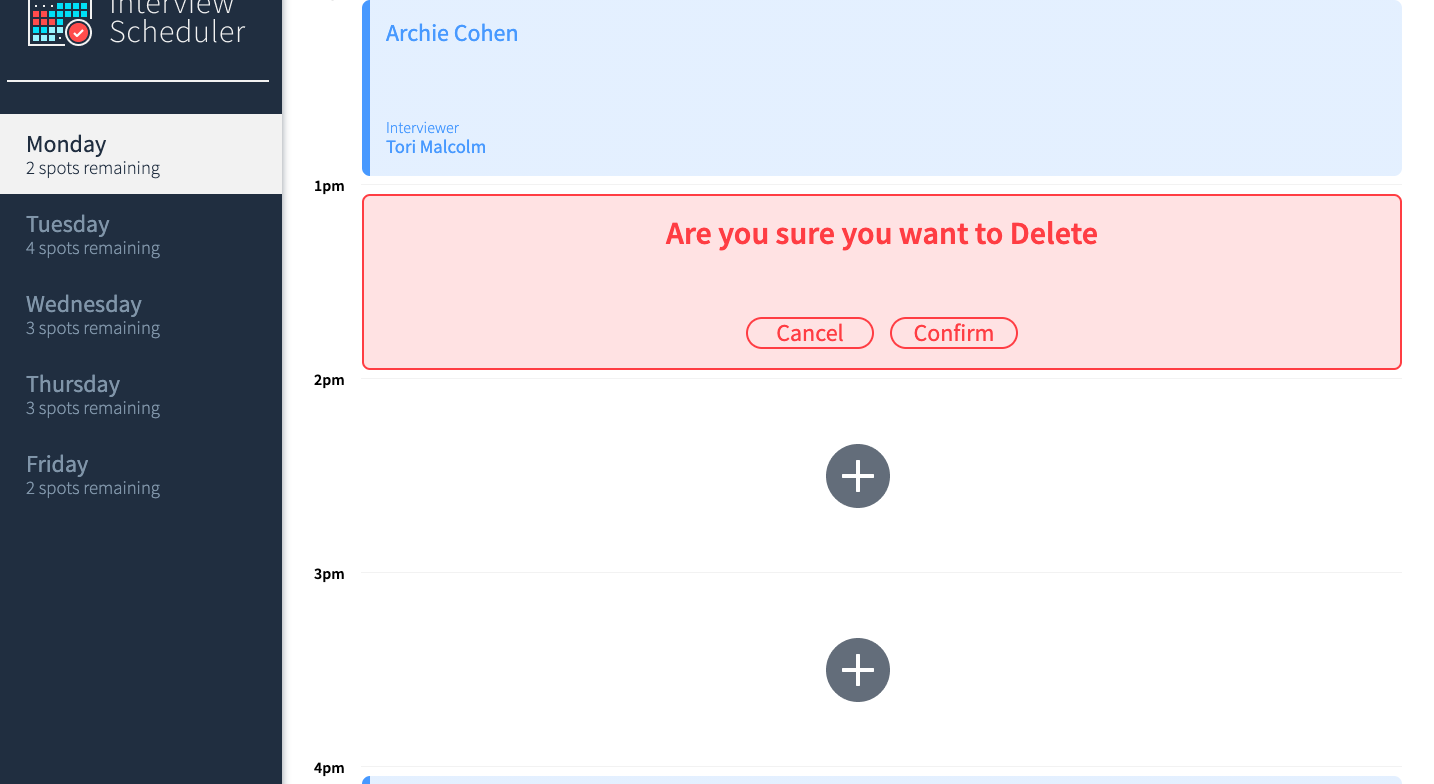 Interview
Scheduler
Monday
2 spots remaining
Tuesday
4 spots remaining
Wednesday
3 spots remaining
Thursday
3 spots remaining
Friday
2 spots remaining
Archie Cohen
Interviewer
Tori Malcolm
1pm
Are you sure you want to Delete
Cancel
Confirm
2pm
3pm
4pm